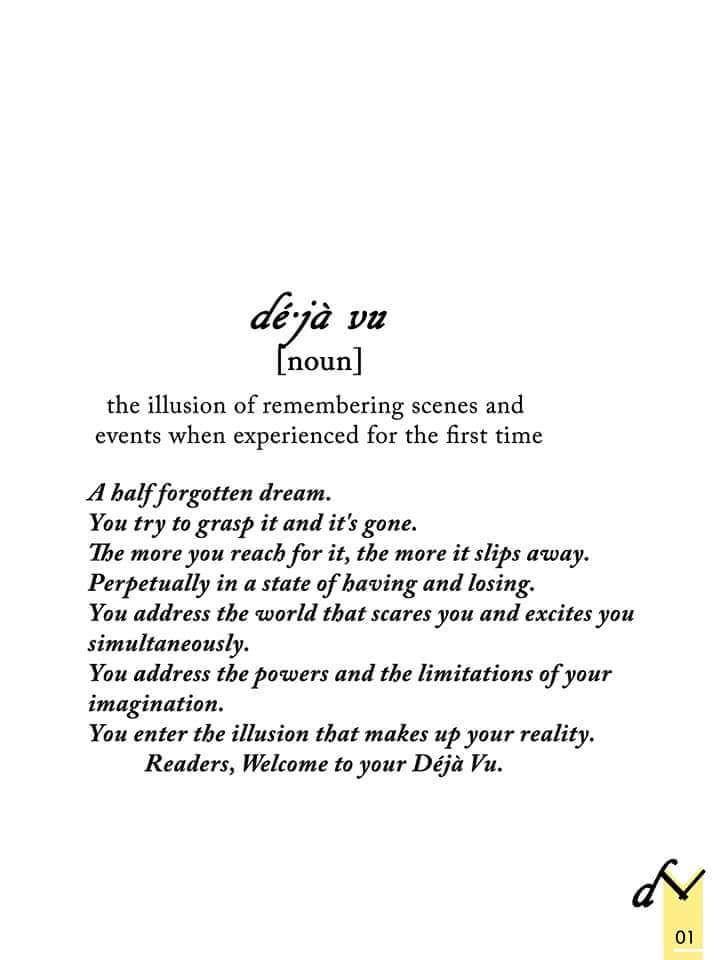 dé·jà vu
[noun]
the illusion of remembering scenes and
events when experienced for the first time
A half forgotten dream.
You try to grasp it and it's gone.
The more you reach for it, the more it slips away.
Perpetually in a state of having and losing.
You address the world that scares you and excites you
simultaneously.
You address the powers and the limitations of your
imagination.
You enter the illusion that makes up your reality.
Readers, Welcome to your Déjà Vu.
dv
01